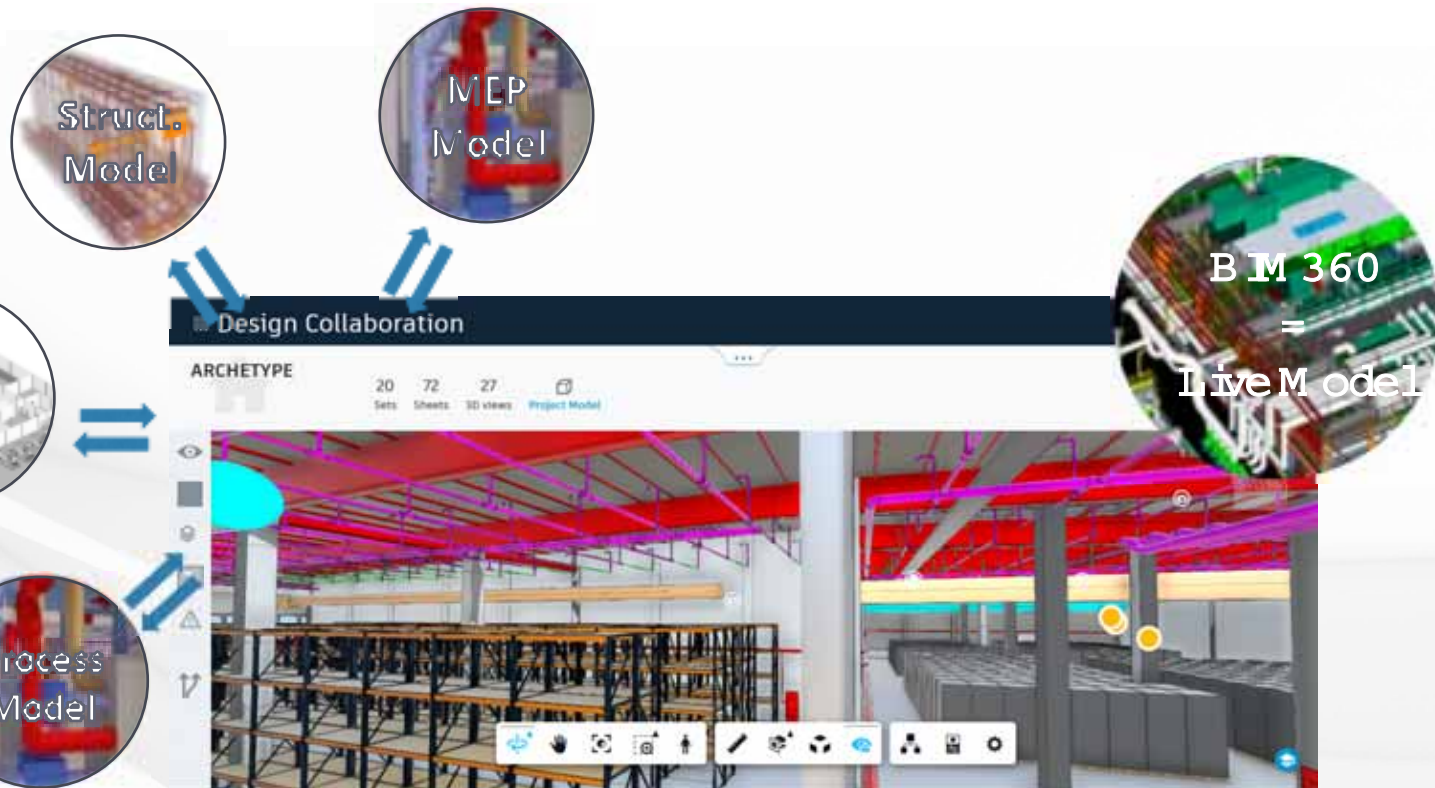 Struct.
Model
MEP
Model
BIM 360
=
Live Model
Design Collaboration
ARCHETYPE
20 72 27
Sets Sheets 3D views Project Model
rocess
Model